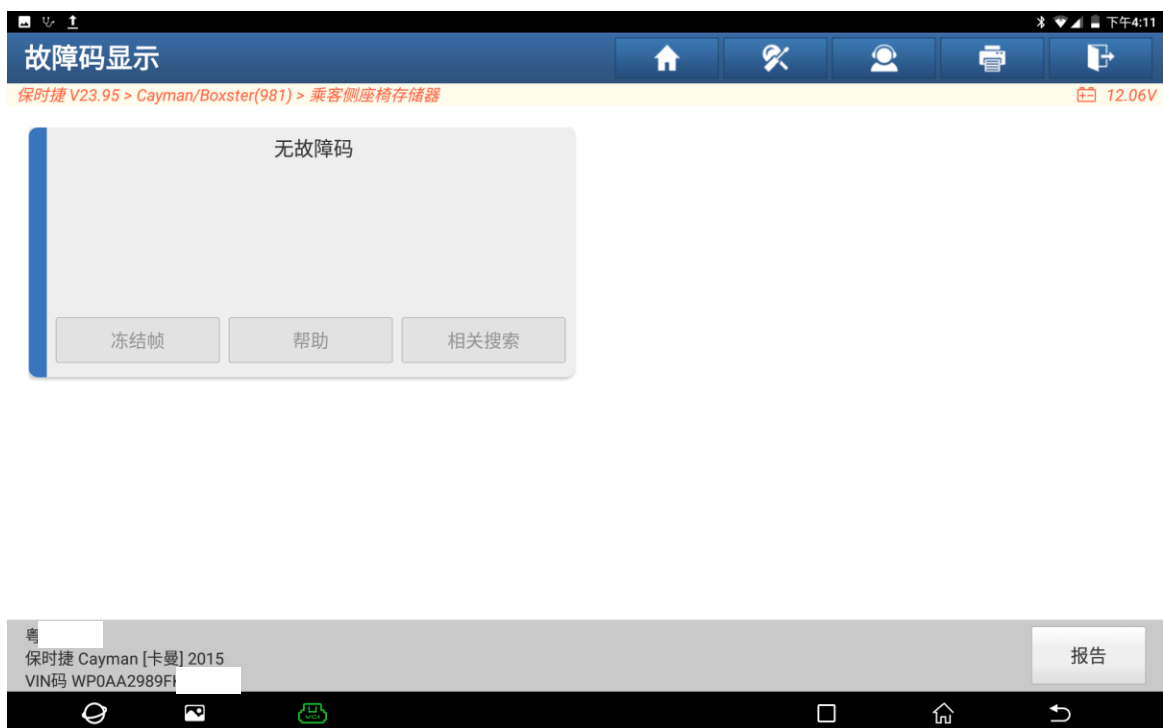 下午4:11
故障码显示
保时捷 V23.95 > Cayman/Boxster(981) > 乘客侧座椅存储器
12.06V
无故障码
冻结帧
帮助
相关搜索
粤
保时捷 Cayman [卡曼] 2015
VIN码 WP0AA2989F
报告
VCI